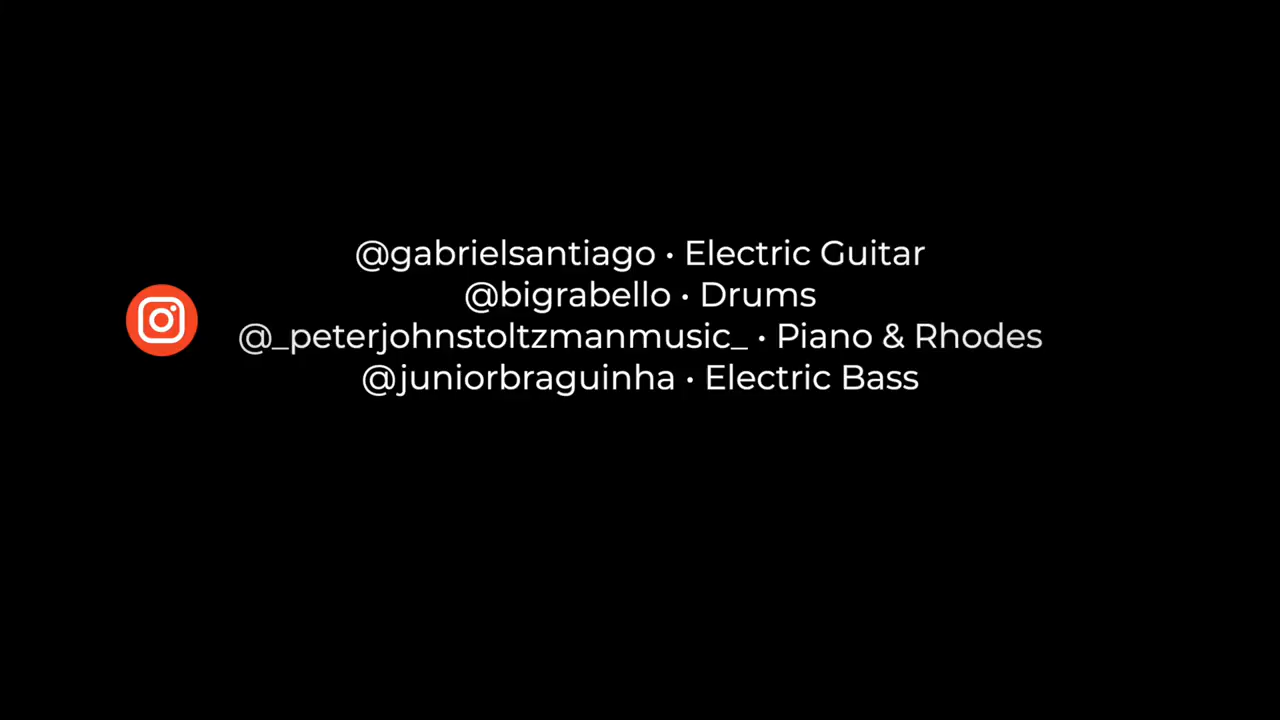 @gabrielsantiago • Electric Guitar
@bigrabello • Drums
@_peterjohnstoltzmanmusic_ • Piano & Rhodes
@juniorbraguinha • Electric Bass